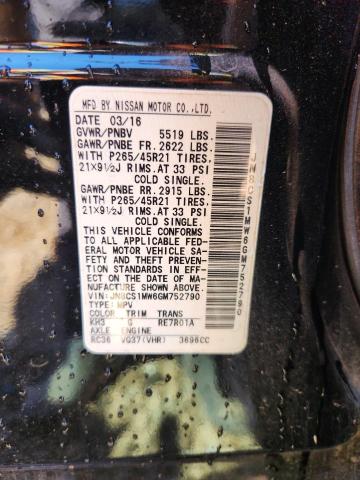 MFD BY NISSAN MOTOR CO.,LTD.
DATE 03/16
GVWR/PNBV 5519 LBS.
GAWR/PNBE FR. 2622 LBS.
WITH P265/45R21 TIRES,
21X9½J RIMS.AT 33 PSI
COLD SINGLE.
GAWR/PNBE RR. 2915 LBS.
WITH P265/45R21 TIRES,
21X9½J RIMS.AT 33 PSI
COLD SINGLE.
THIS VEHICLE CONFORMS
TO ALL APPLICABLE FED-
ERAL MOTOR VEHICLE SA-
FETY AND THEFT PREVEN-
TION STANDARDS IN EFF-
ECT ON THE DATE OF MA-
NUFACTURE SHOWN ABOVE.
VIN:JN8CS1MW6GM752790
TYPE:MPV
COLOR TRIM TRANS
KH3 G RE7R01A
AXLE ENGINE
RC36 VQ37(VHR) 3696CC
JN8CS1MW6GM752790